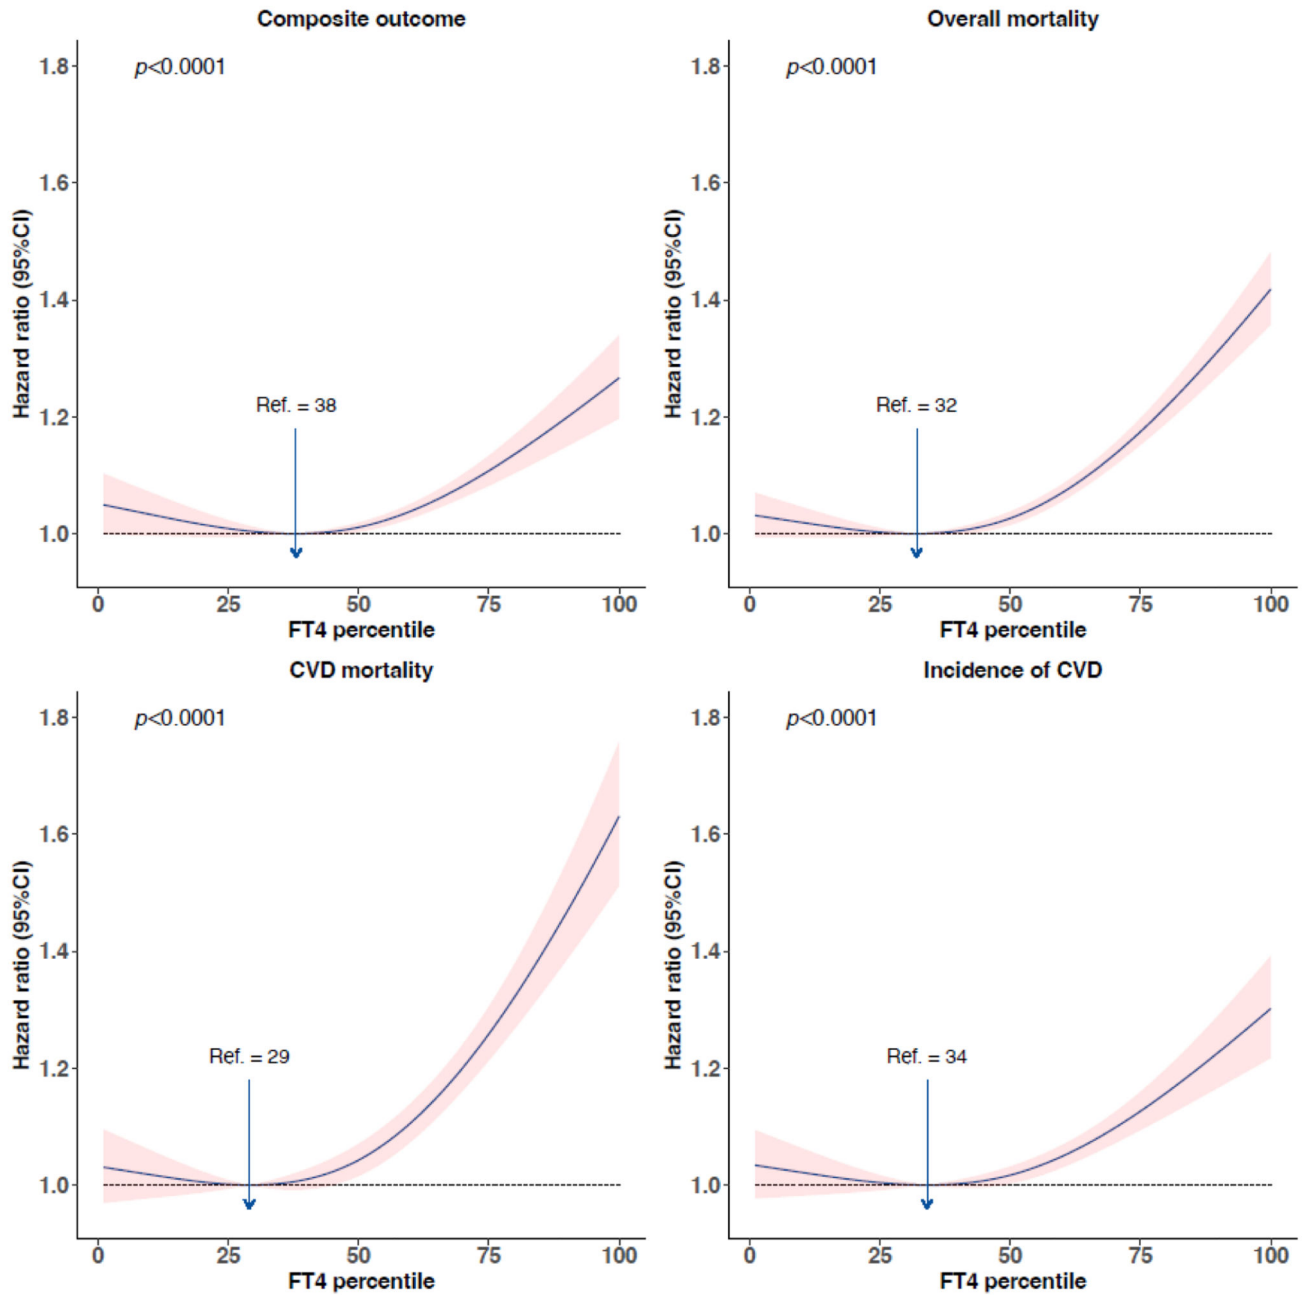 Composite outcome
p<0.0001
1.8
1.6
1.4
1.2
1.0
Hazard ratio (95%CI)
Ref. = 38
0 25 50 75 100
FT4 percentile
Overall mortality
p<0.0001
1.8
1.6
1.4
1.2
1.0
Hazard ratio (95%CI)
Ref. = 32
0 25 50 75 100
FT4 percentile
CVD mortality
p<0.0001
1.8
1.6
1.4
1.2
1.0
Hazard ratio (95%CI)
Ref. = 29
0 25 50 75 100
FT4 percentile
Incidence of CVD
p<0.0001
1.8
1.6
1.4
1.2
1.0
Hazard ratio (95%CI)
Ref. = 34
0 25 50 75 100
FT4 percentile